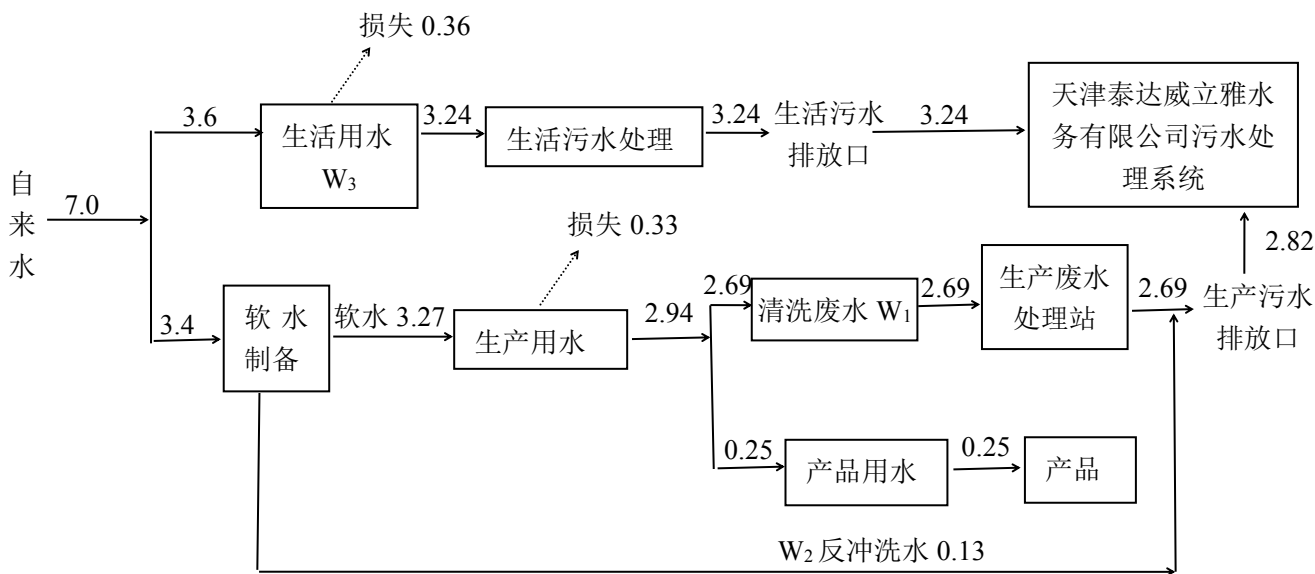 损失 0.36
3.6
生活用水
W₃
3.24
生活污水处理
3.24
生活污水
排放口
3.24
天津泰达威立雅水
务有限公司污水处
理系统
自
来
水
7.0
损失 0.33
3.4
软 水
制备
软水 3.27
生产用水
2.94
2.69
清洗废水 W₁
2.69
生产废水
处理站
2.69
生产污水
排放口
2.82
0.25
产品用水
0.25
产品
W₂ 反冲洗水 0.13